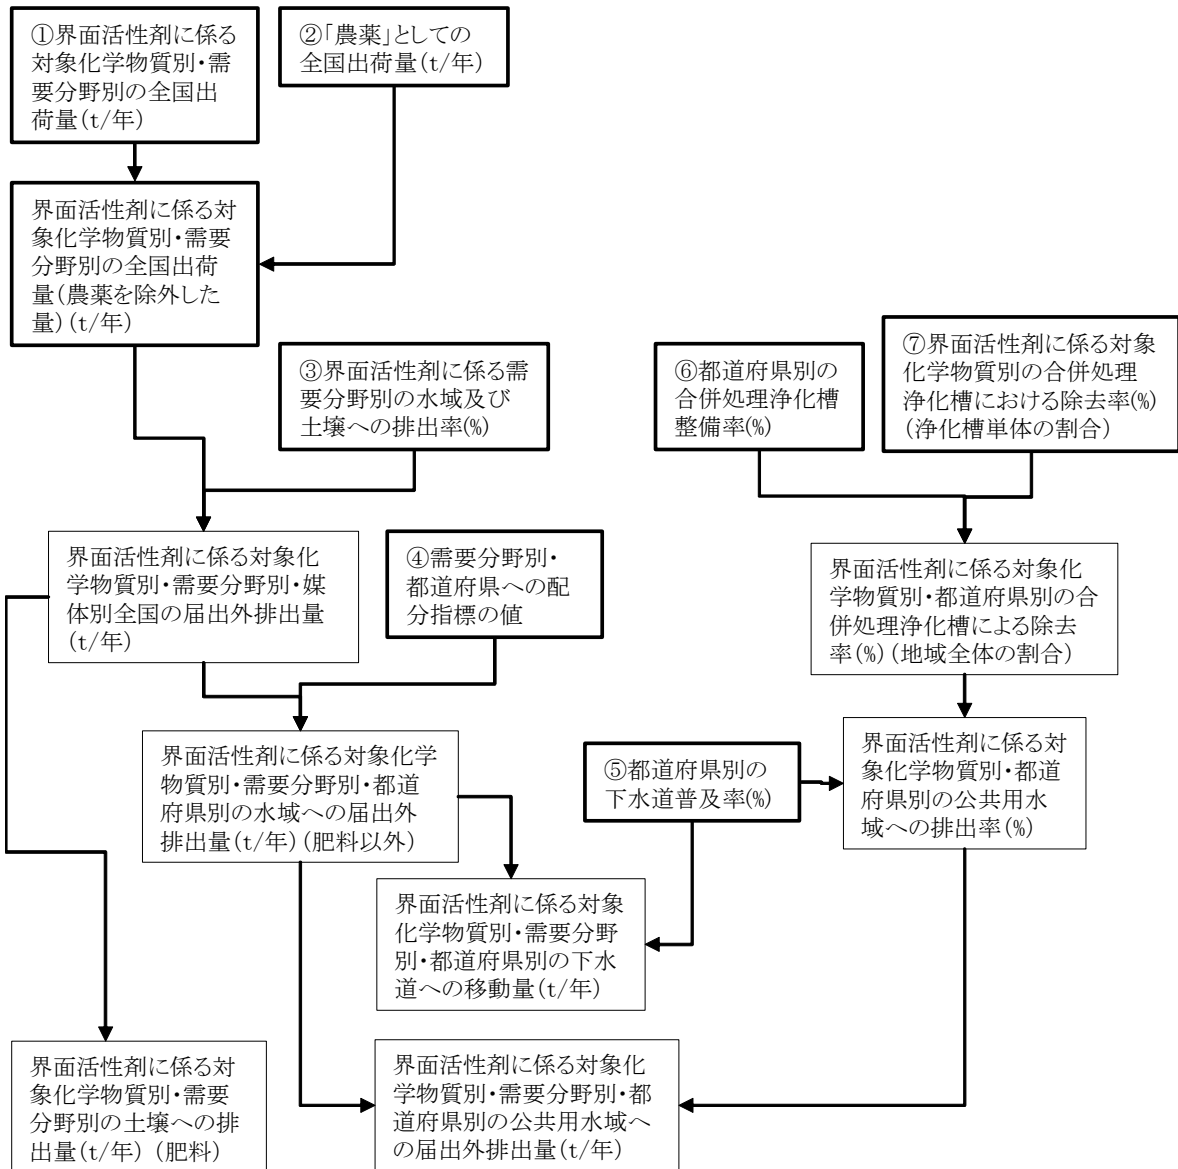 ①界面活性剤に係る
対象化学物質別・需
要分野別の全国出
荷量(t/年)
②「農薬」としての
全国出荷量(t/年)
界面活性剤に係る対
象化学物質別・需要
分野別の全国出荷
量(農薬を除外した
量)(t/年)
③界面活性剤に係る需
要分野別の水域及び
土壌への排出率(%)
⑥都道府県別の
合併処理浄化槽
整備率(%)
⑦界面活性剤に係る対象
化学物質別の合併処理
浄化槽における除去率(%)
(浄化槽単体の割合)
界面活性剤に係る対象化
学物質別・需要分野別・媒
体別全国の届出外排出量
(t/年)
④需要分野別・
都道府県への配
分指標の値
界面活性剤に係る対象化
学物質別・都道府県別の合
併処理浄化槽による除去
率(%)(地域全体の割合)
界面活性剤に係る対象化学
物質別・需要分野別・都道
府県別の水域への届出外
排出量(t/年)(肥料以外)
⑤都道府県別の
下水道普及率(%)
界面活性剤に係る対
象化学物質別・都道
府県別の公共用水
域への排出率(%)
界面活性剤に係る対象
化学物質別・需要分野
別・都道府県別の下水
道への移動量(t/年)
界面活性剤に係る対
象化学物質別・需要
分野別の土壌への排
出量(t/年) (肥料)
界面活性剤に係る対象化
学物質別・需要分野別・都
道府県別の公共用水域へ
の届出外排出量(t/年)